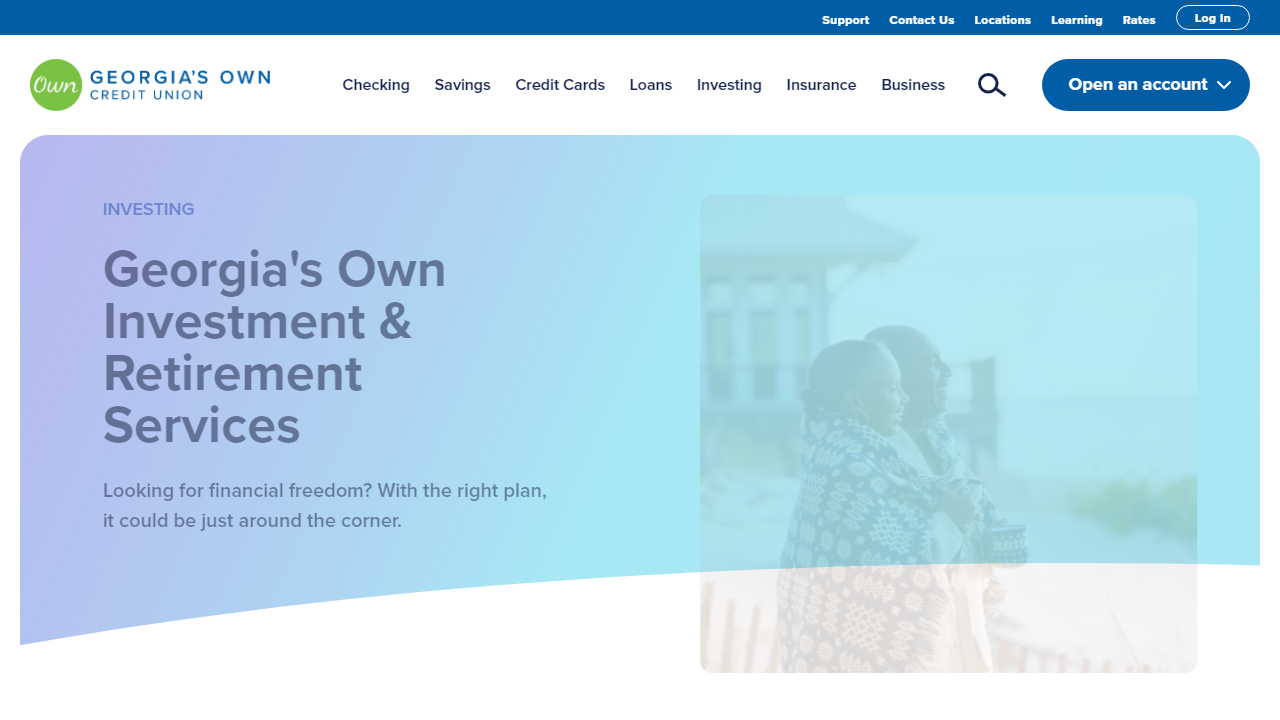 Support Contact Us Locations Learning Rates Log In
Own GEORGIA'S OWN
CREDIT UNION
Checking Savings Credit Cards Loans Investing Insurance Business
Open an account
INVESTING
Georgia's Own
Investment &
Retirement
Services
Looking for financial freedom? With the right plan,
it could be just around the corner.